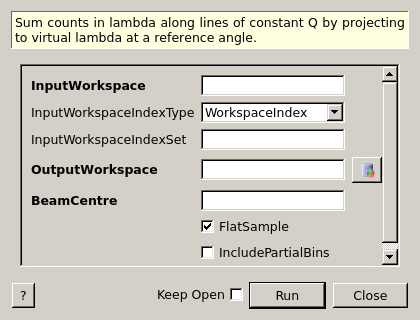 Sum counts in lambda along lines of constant Q by projecting
to virtual lambda at a reference angle.
InputWorkspace
InputWorkspaceIndexType WorkspaceIndex
InputWorkspaceIndexSet
OutputWorkspace
BeamCentre
FlatSample
IncludePartialBins
? Keep Open Run Close